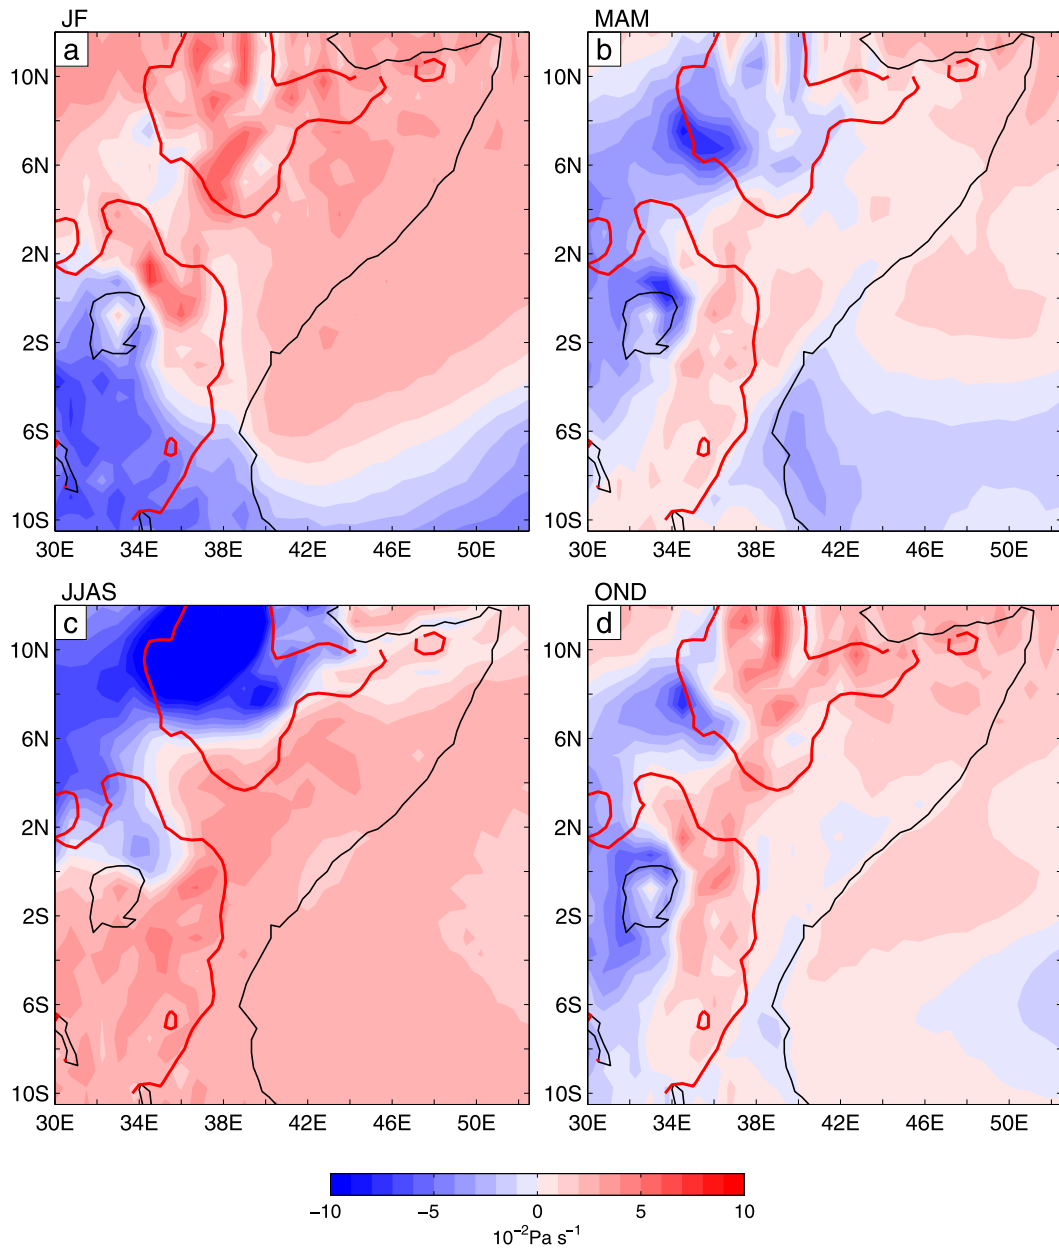 JF
MAM
a
b
10N
6N
2N
2S
6S
10S
30E 34E 38E 42E 46E 50E
10N
6N
2N
2S
6S
10S
30E 34E 38E 42E 46E 50E
JJAS
OND
c
d
10N
6N
2N
2S
6S
10S
30E 34E 38E 42E 46E 50E
10N
6N
2N
2S
6S
10S
30E 34E 38E 42E 46E 50E
−10 −5 0 5 10
10⁻²Pa s⁻¹